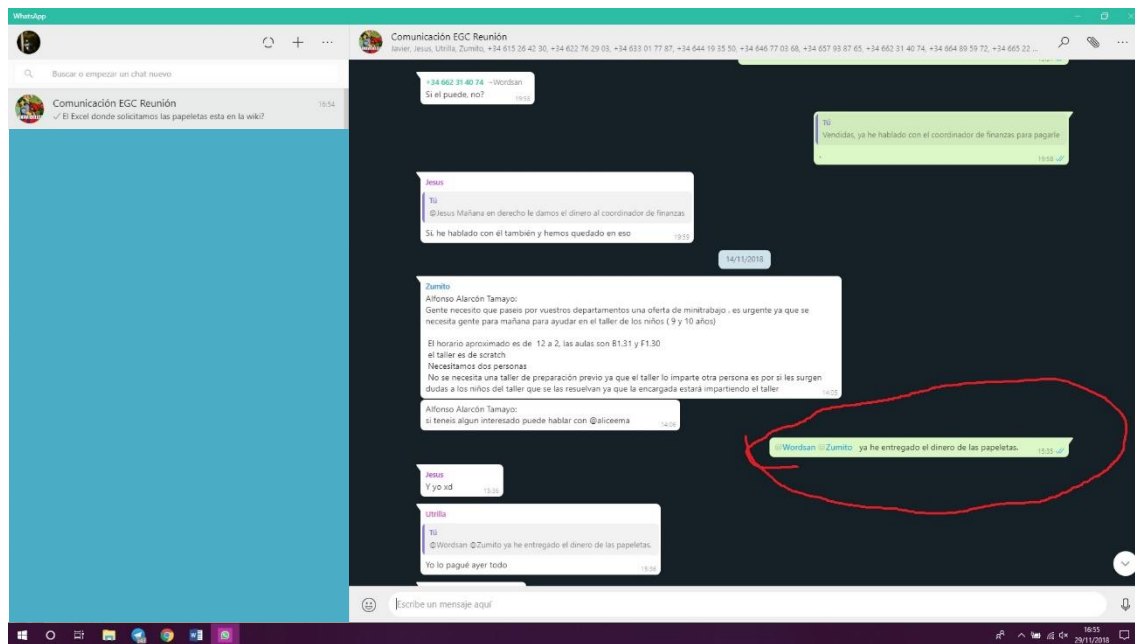 WhatsApp
Comunicación EGC Reunión
Javier, Jesus, Utrilla, Zumito, +34 615 26 42 30, +34 622 76 29 03, +34 633 01 77 87, +34 644 19 35 50, +34 646 77 03 68, +34 657 93 87 65, +34 662 31 40 74, +34 664 89 59 72, +34 665 22 ...
Buscar o empezar un chat nuevo
Comunicación EGC Reunión
16:54
✓ El Excel donde solicitamos las papeletas esta en la wiki?
+34 662 31 40 74 ~Wordsan
Si el puede, no?
19:53
Tú
Vendidas, ya he hablado con el coordinador de finanzas para pagarle
.
19:58
Jesus
Tú
@Jesus Mañana en derecho le damos el dinero al coordinador de finanzas
Si, he hablado con él también y hemos quedado en eso
19:59
14/11/2018
Zumito
Alfonso Alarcón Tamayo:
Gente necesito que paseis por vuestros departamentos una oferta de minitrabajo , es urgente ya que se
necesita gente para mañana para ayudar en el taller de los niños ( 9 y 10 años)
El horario aproximado es de 12 a 2, las aulas son B1.31 y F1.30
el taller es de scratch
Necesitamos dos personas
No se necesita una taller de preparación previo ya que el taller lo imparte otra persona es por si les surgen
dudas a los niños del taller que se las resuelvan ya que la encargada estará impartiendo el taller
14:05
Alfonso Alarcón Tamayo:
si teneis algun interesado puede hablar con @aliceema
14:06
@Wordsan @Zumito ya he entregado el dinero de las papeletas.
15:35
Jesus
Y yo xd
15:36
Utrilla
Tú
@Wordsan @Zumito ya he entregado el dinero de las papeletas.
Yo lo pagué ayer todo
15:36
Escribe un mensaje aquí
16:55
29/11/2018